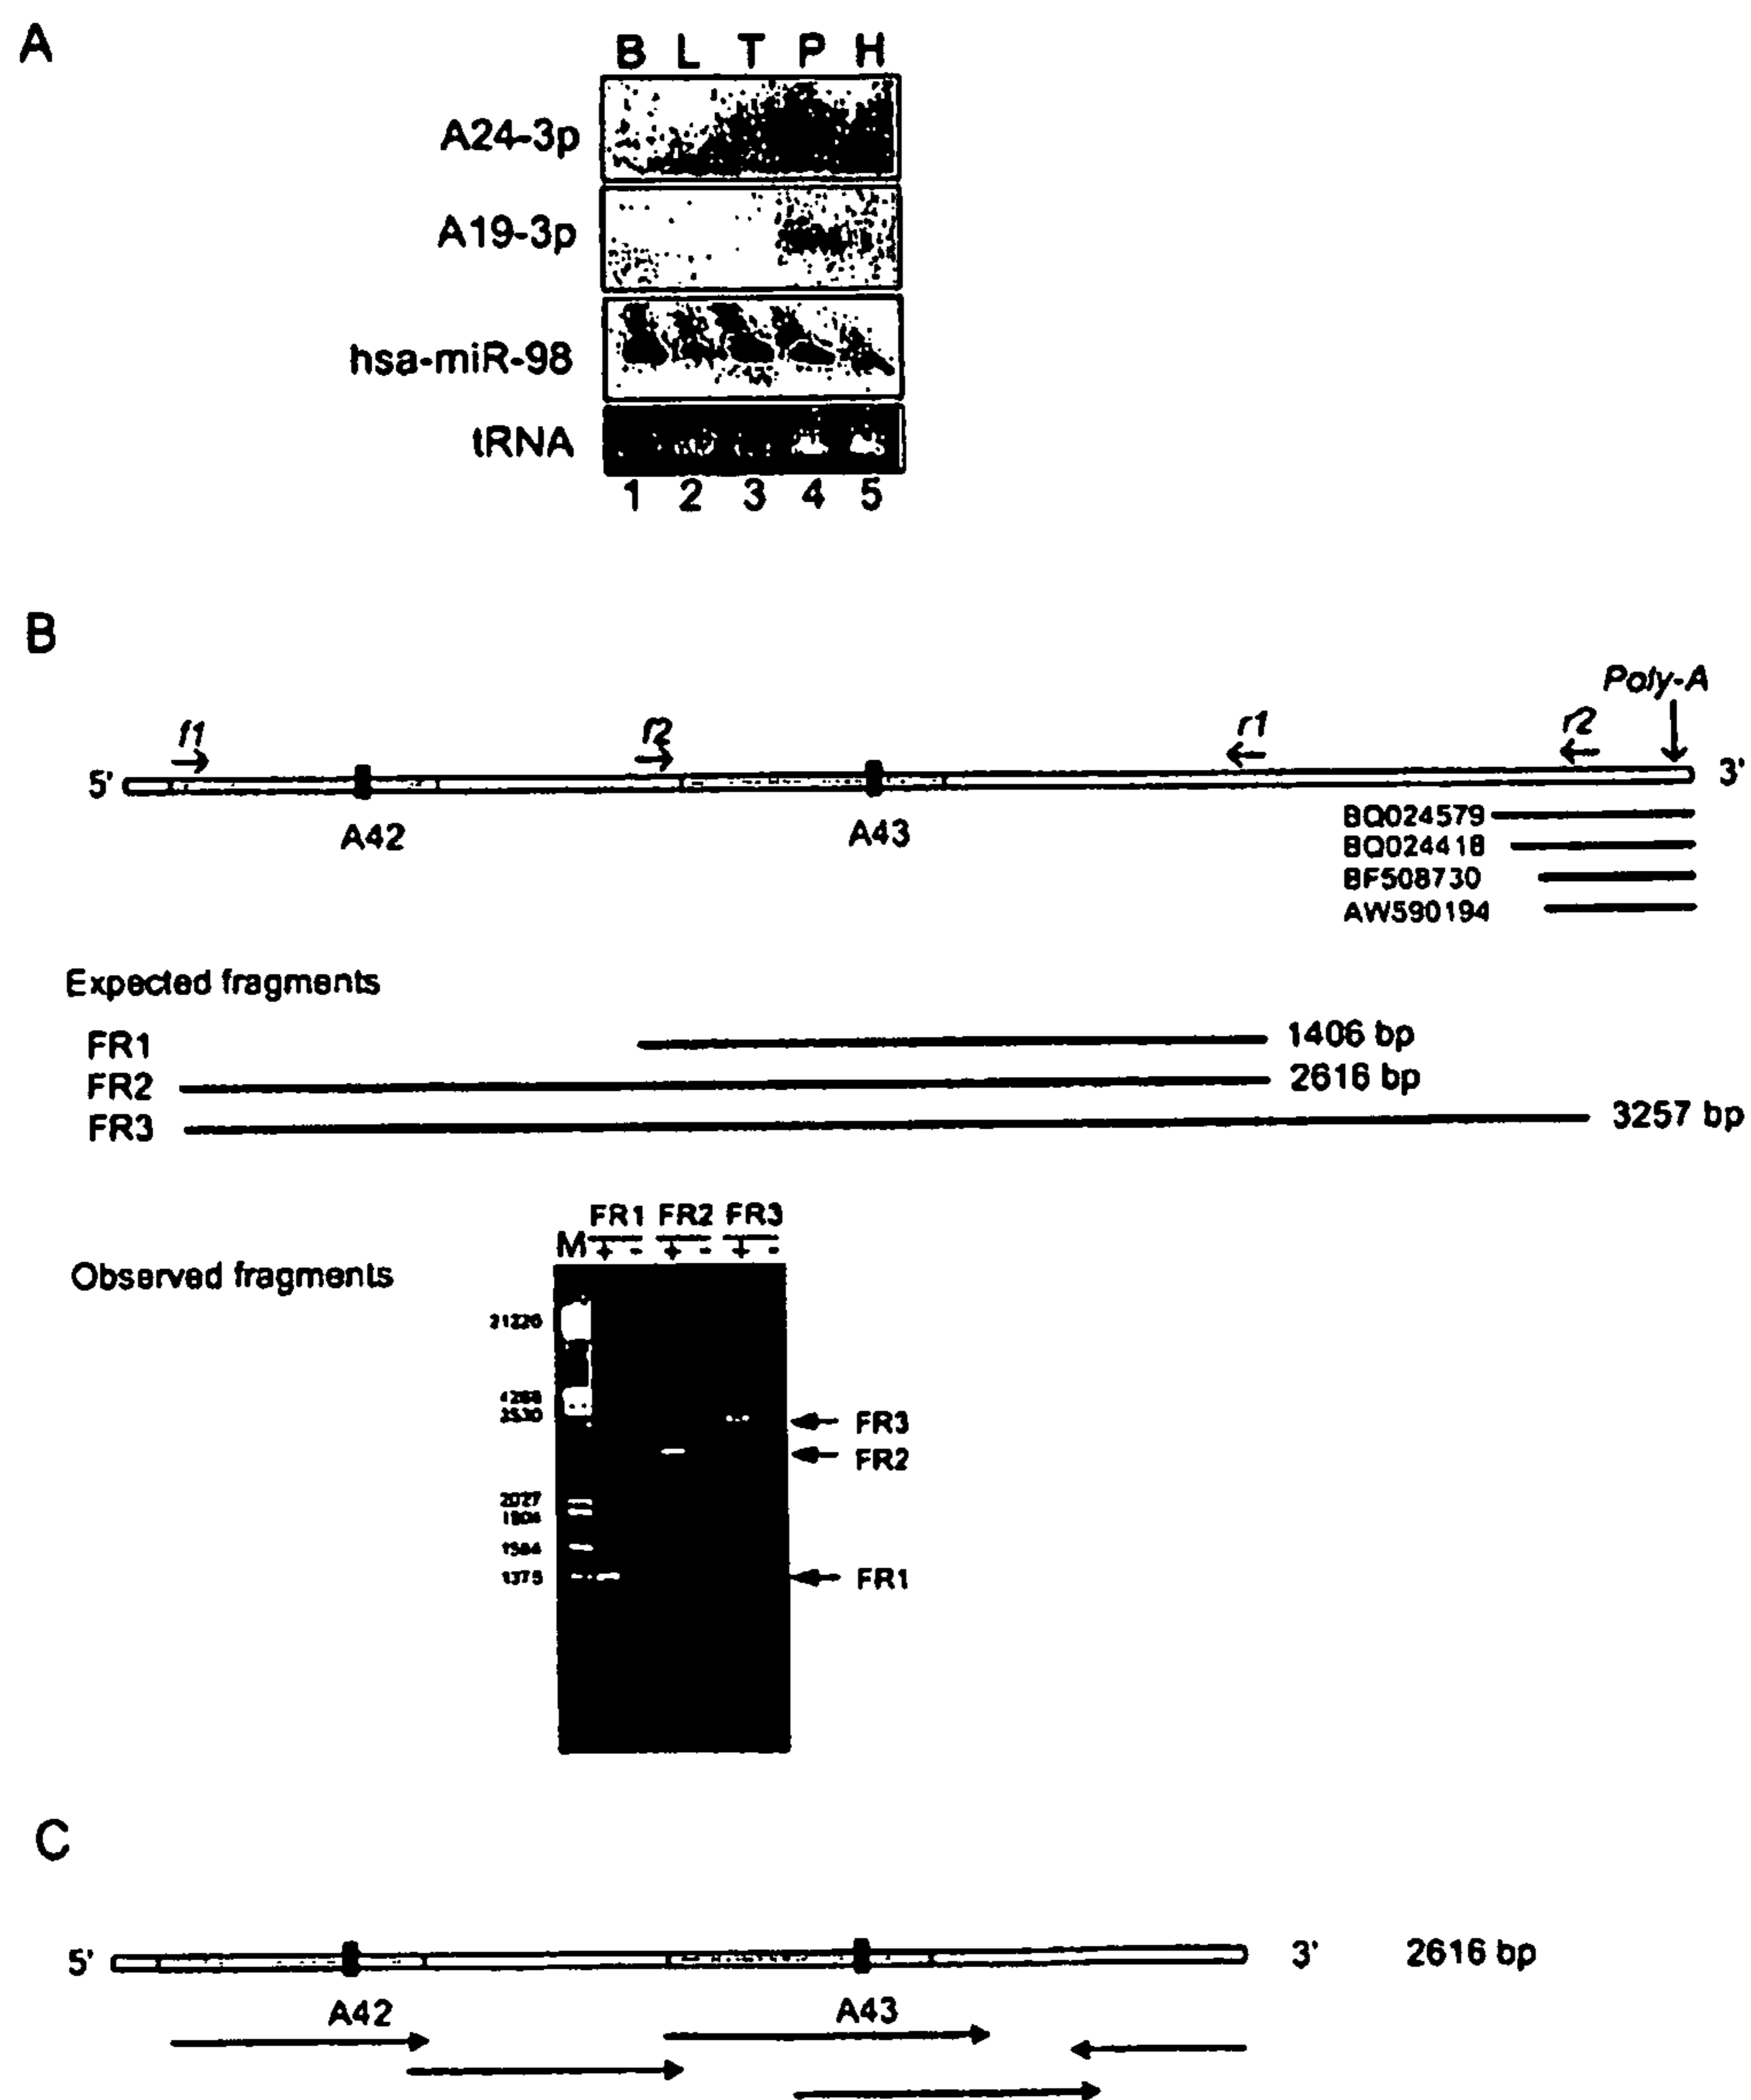 A
B L T P H
A24-3p
A19-3p
hsa-miR-98
tRNA
1 2 3 4 5
B
Poly-A
f1 f2 r1 r2
5' 3'
A42 A43
BQ024579
BQ024418
BF508730
AW590194
Expected fragments
FR1 1406 bp
FR2 2616 bp
FR3 3257 bp
FR1 FR2 FR3
M + - + - + -
Observed fragments
21226
4268
3530
FR3
FR2
2027
1904
1584
1375
FR1
C
5' 3' 2616 bp
A42 A43